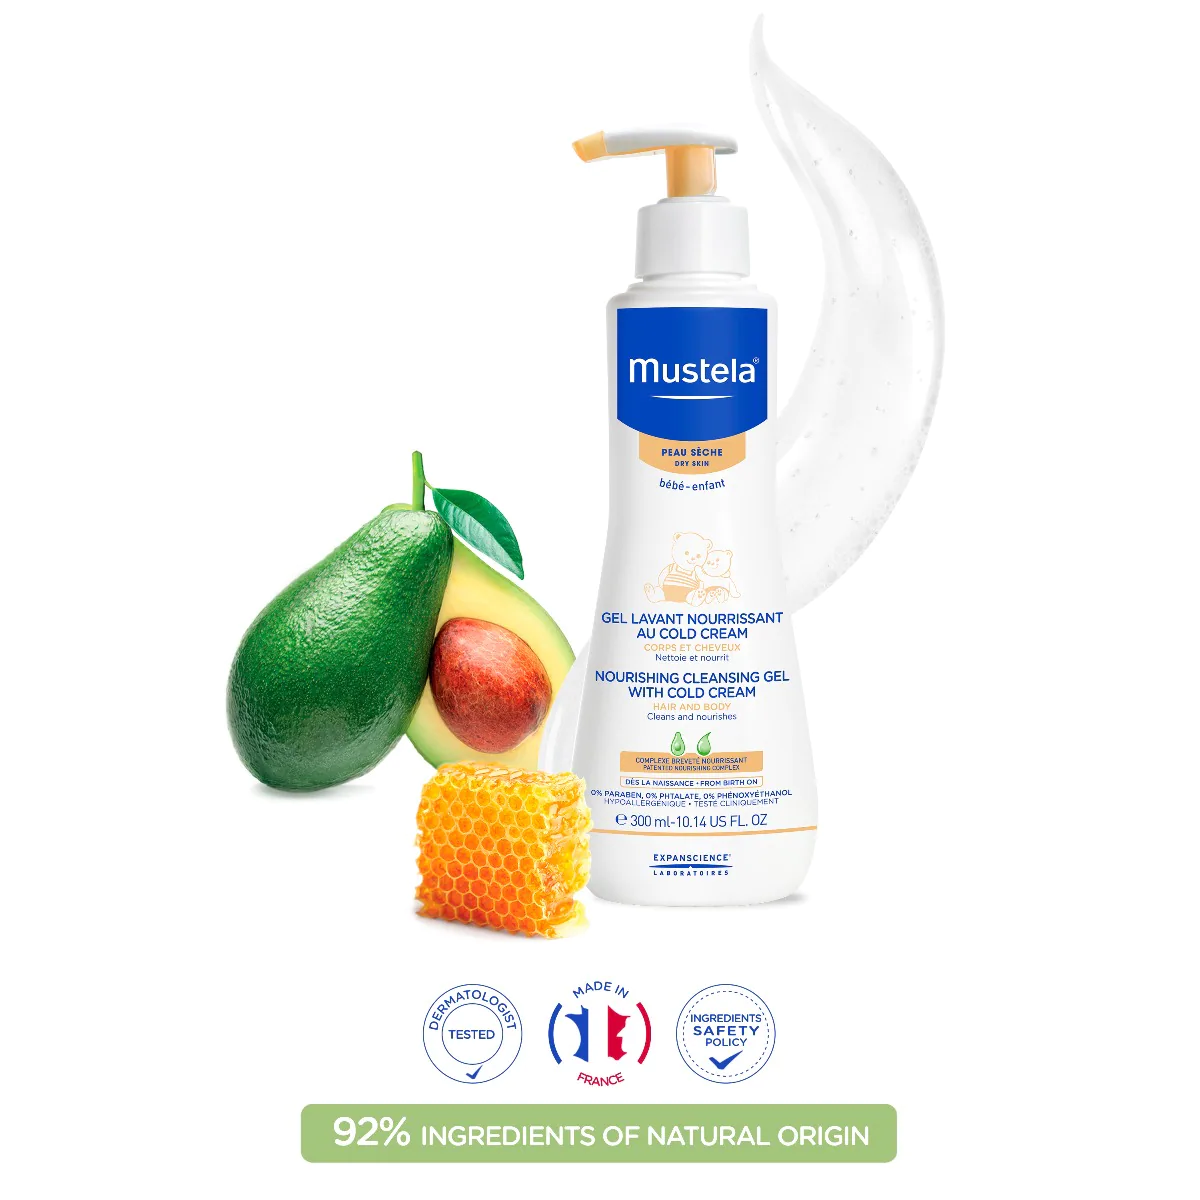 mustela®
PEAU SÈCHE
DRY SKIN
bébé-enfant
GEL LAVANT NOURRISSANT
AU COLD CREAM
CORPS ET CHEVEUX
Nettoie et nourrit
NOURISHING CLEANSING GEL
WITH COLD CREAM
HAIR AND BODY
Cleans and nourishes
COMPLEXE BREVETÉ NOURRISSANT
PATENTED NOURISHING COMPLEX
DÈS LA NAISSANCE • FROM BIRTH ON
0% PARABEN, 0% PHTALATE, 0% PHÉNOXYÉTHANOL
HYPOALLERGÉNIQUE • TESTÉ CLINIQUEMENT
℮ 300 ml-10.14 US FL. OZ
EXPANSCIENCE®
LABORATOIRES
DERMATOLOGIST
TESTED
MADE IN
FRANCE
INGREDIENTS
SAFETY
POLICY
92% INGREDIENTS OF NATURAL ORIGIN